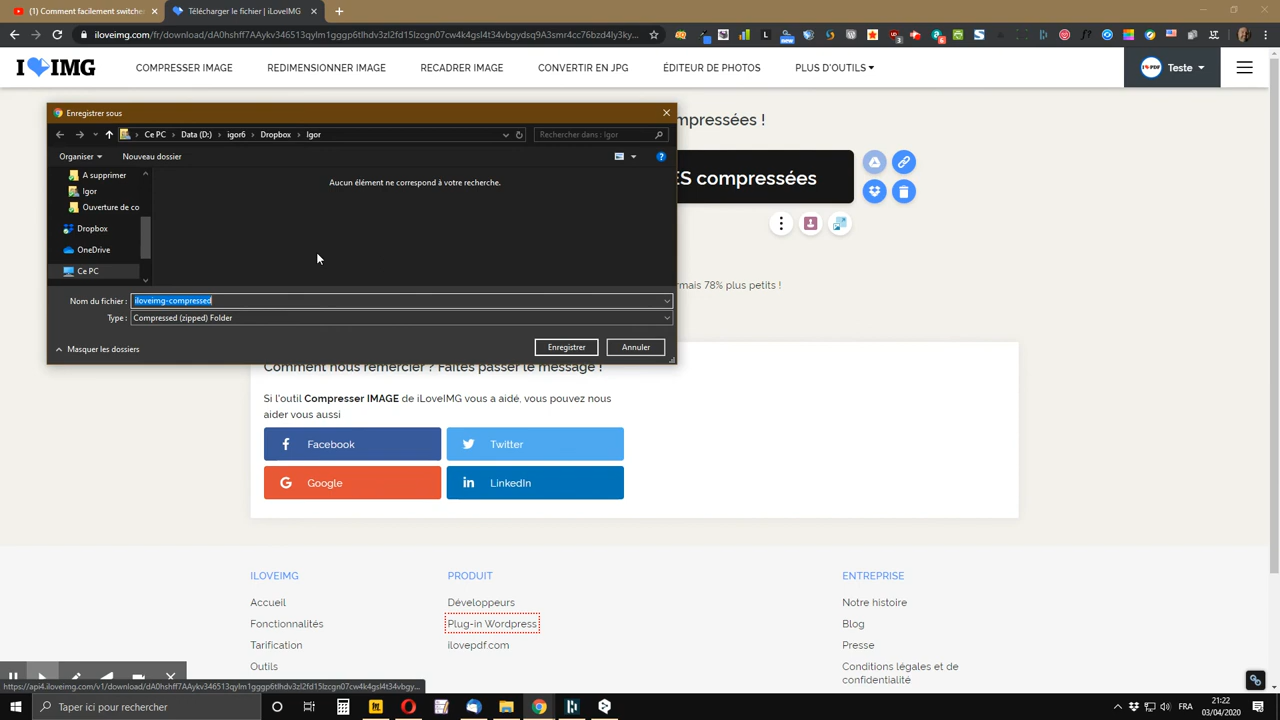 (1) Comment facilement switche
Télécharger le fichier | iLoveIMG
I IMG
COMPRESSER IMAGE
REDIMENSIONNER IMAGE
RECADRER IMAGE
CONVERTIR EN JPG
ÉDITEUR DE PHOTOS
PLUS D'OUTILS
Teste
Enregistrer sous
Ce PC > Data (D:) > igor6 > Dropbox > Igor
Rechercher dans : Igor
Organiser
Nouveau dossier
A supprimer
Igor
Ouverture de co
Dropbox
OneDrive
Ce PC
Aucun élément ne correspond à votre recherche.
Nom du fichier : iloveimg-compressed
Type : Compressed (zipped) Folder
Masquer les dossiers
Enregistrer
Annuler
mpressées !
ES compressées
rmais 78% plus petits !
Comment nous remercier ? Faites passer le message !
Si l'outil Compresser IMAGE de iLoveIMG vous a aidé, vous pouvez nous
aider vous aussi
Facebook
Twitter
Google
LinkedIn
ILOVEIMG
Accueil
Fonctionnalités
Tarification
Outils
PRODUIT
Développeurs
Plug-in Wordpress
ilovepdf.com
ENTREPRISE
Notre histoire
Blog
Presse
Conditions légales et de
confidentialité
Taper ici pour rechercher
FRA
21:22
03/04/2020